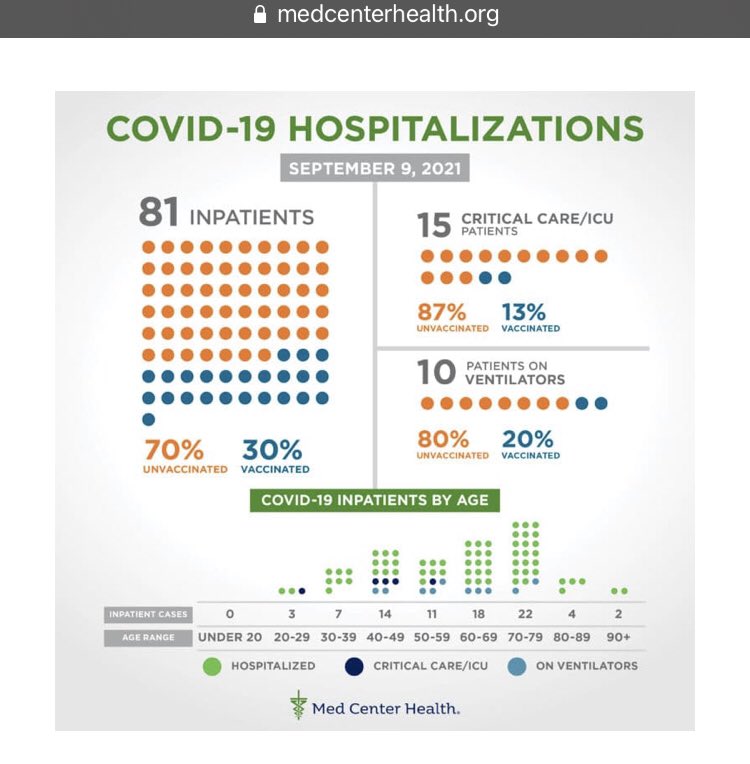 medcenterhealth.org
COVID-19 HOSPITALIZATIONS
SEPTEMBER 9, 2021
81 INPATIENTS
70% 30%
UNVACCINATED VACCINATED
15 CRITICAL CARE/ICU
PATIENTS
87% 13%
UNVACCINATED VACCINATED
10 PATIENTS ON
VENTILATORS
80% 20%
UNVACCINATED VACCINATED
COVID-19 INPATIENTS BY AGE
INPATIENT CASES 0 3 7 14 11 18 22 4 2
AGE RANGE UNDER 20 20-29 30-39 40-49 50-59 60-69 70-79 80-89 90+
HOSPITALIZED CRITICAL CARE/ICU ON VENTILATORS
Med Center Health.